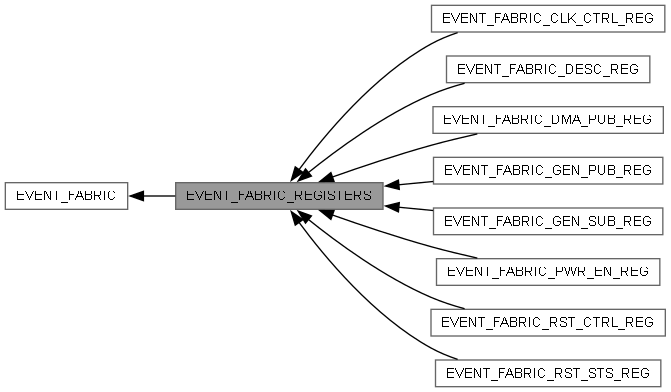 EVENT_FABRIC_CLK_CTRL_REG
EVENT_FABRIC_DESC_REG
EVENT_FABRIC_DMA_PUB_REG
EVENT_FABRIC_GEN_PUB_REG
EVENT_FABRIC
EVENT_FABRIC_REGISTERS
EVENT_FABRIC_GEN_SUB_REG
EVENT_FABRIC_PWR_EN_REG
EVENT_FABRIC_RST_CTRL_REG
EVENT_FABRIC_RST_STS_REG